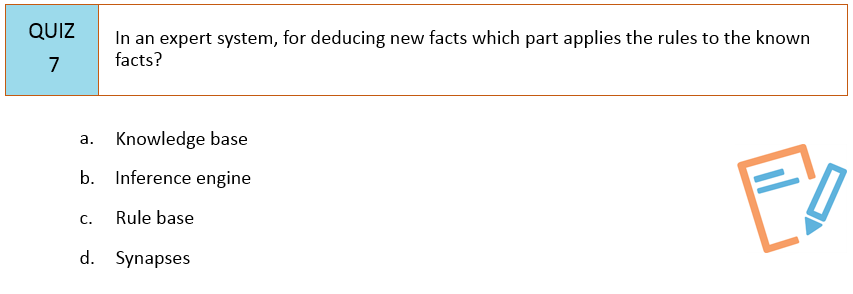 QUIZ
7
In an expert system, for deducing new facts which part applies the rules to the known
facts?
a. Knowledge base
b. Inference engine
c. Rule base
d. Synapses